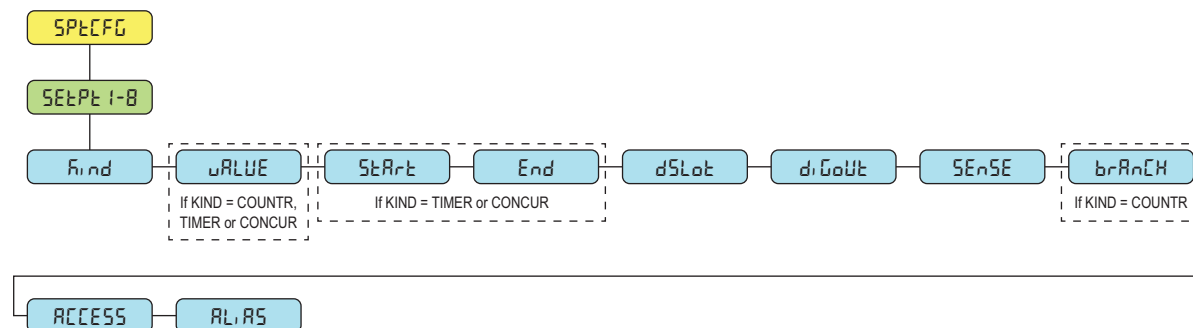 SPtCFG
SEtPt 1-8
Kind
vALUE
StArt
End
dSLot
diGoUt
SEnSE
brAnCH
If KIND = COUNTR,
TIMER or CONCUR
If KIND = TIMER or CONCUR
If KIND = COUNTR
ACCESS
ALiAS